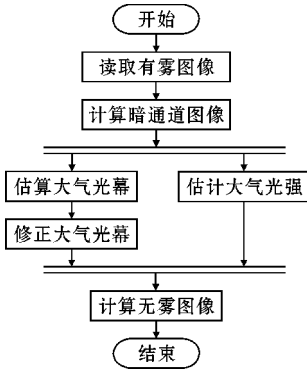 开始
读取有雾图像
计算暗通道图像
估算大气光幕
估计大气光强
修正大气光幕
计算无雾图像
结束